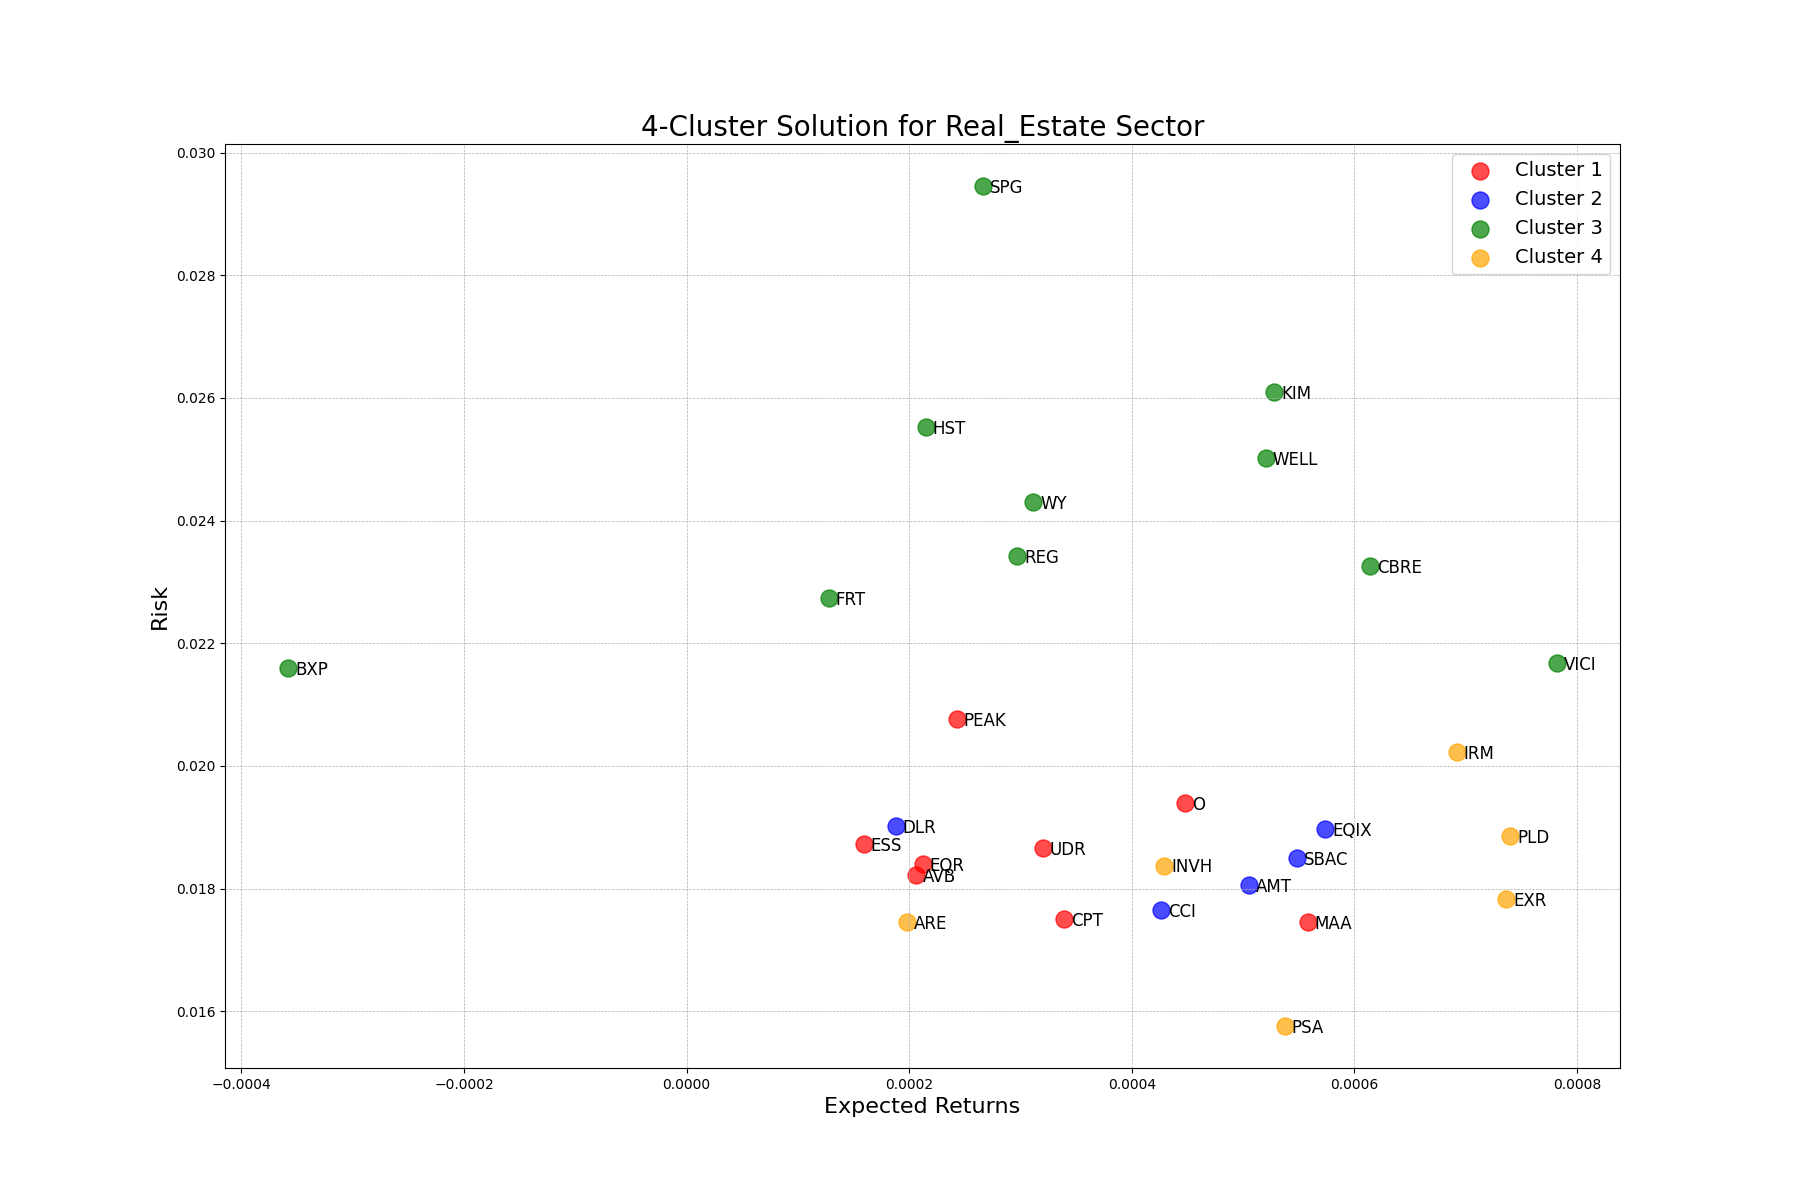 4-Cluster Solution for Real_Estate Sector
Cluster 1
Cluster 2
Cluster 3
Cluster 4
Risk
0.030
0.028
0.026
0.024
0.022
0.020
0.018
0.016
SPG
KIM
HST
WELL
WY
REG
CBRE
FRT
VICI
BXP
PEAK
IRM
O
DLR
EQIX
PLD
ESS
UDR
SBAC
EQR
INVH
AVB
AMT
EXR
CCI
CPT
ARE
MAA
PSA
−0.0004
−0.0002
0.0000
0.0002
0.0004
0.0006
0.0008
Expected Returns